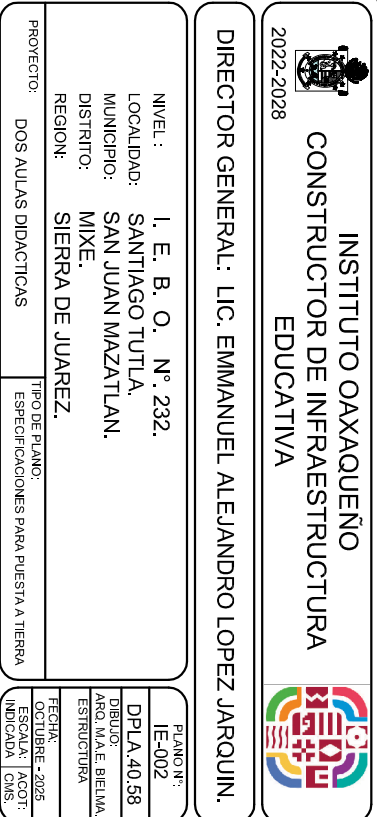 2022-2028
INSTITUTO OAXAQUEÑO
CONSTRUCTOR DE INFRAESTRUCTURA
EDUCATIVA
DIRECTOR GENERAL: LIC. EMMANUEL ALEJANDRO LOPEZ JARQUIN.
NIVEL : I. E. B. O. N°. 232.
LOCALIDAD: SANTIAGO TUTLA.
MUNICIPIO: SAN JUAN MAZATLAN.
DISTRITO: MIXE.
REGION: SIERRA DE JUAREZ.
PROYECTO:
DOS AULAS DIDACTICAS
TIPO DE PLANO:
ESPECIFICACIONES PARA PUESTA A TIERRA
PLANO N°:
IE-002
DPLA.40.58
DIBUJO:
ARQ. M.A.E. BIELMA.
ESTRUCTURA
FECHA:
OCTUBRE - 2025
ESCALA: ACOT:
INDICADA CMS.